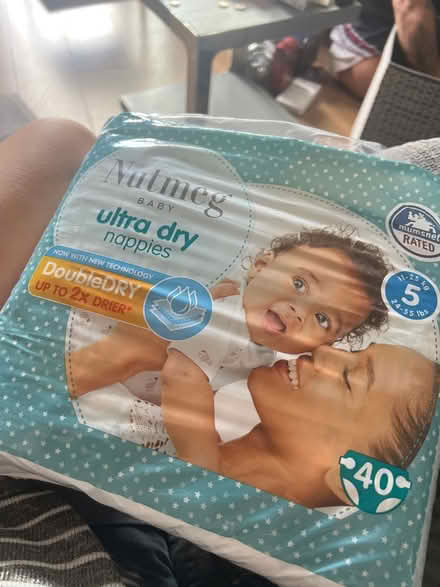 Nutmeg
BABY
ultra dry
nappies
NOW WITH NEW TECHNOLOGY
DoubleDRY
UP TO 2X DRIER*
mumsnet
RATED
11-25 kg
5
24-55 lbs
40